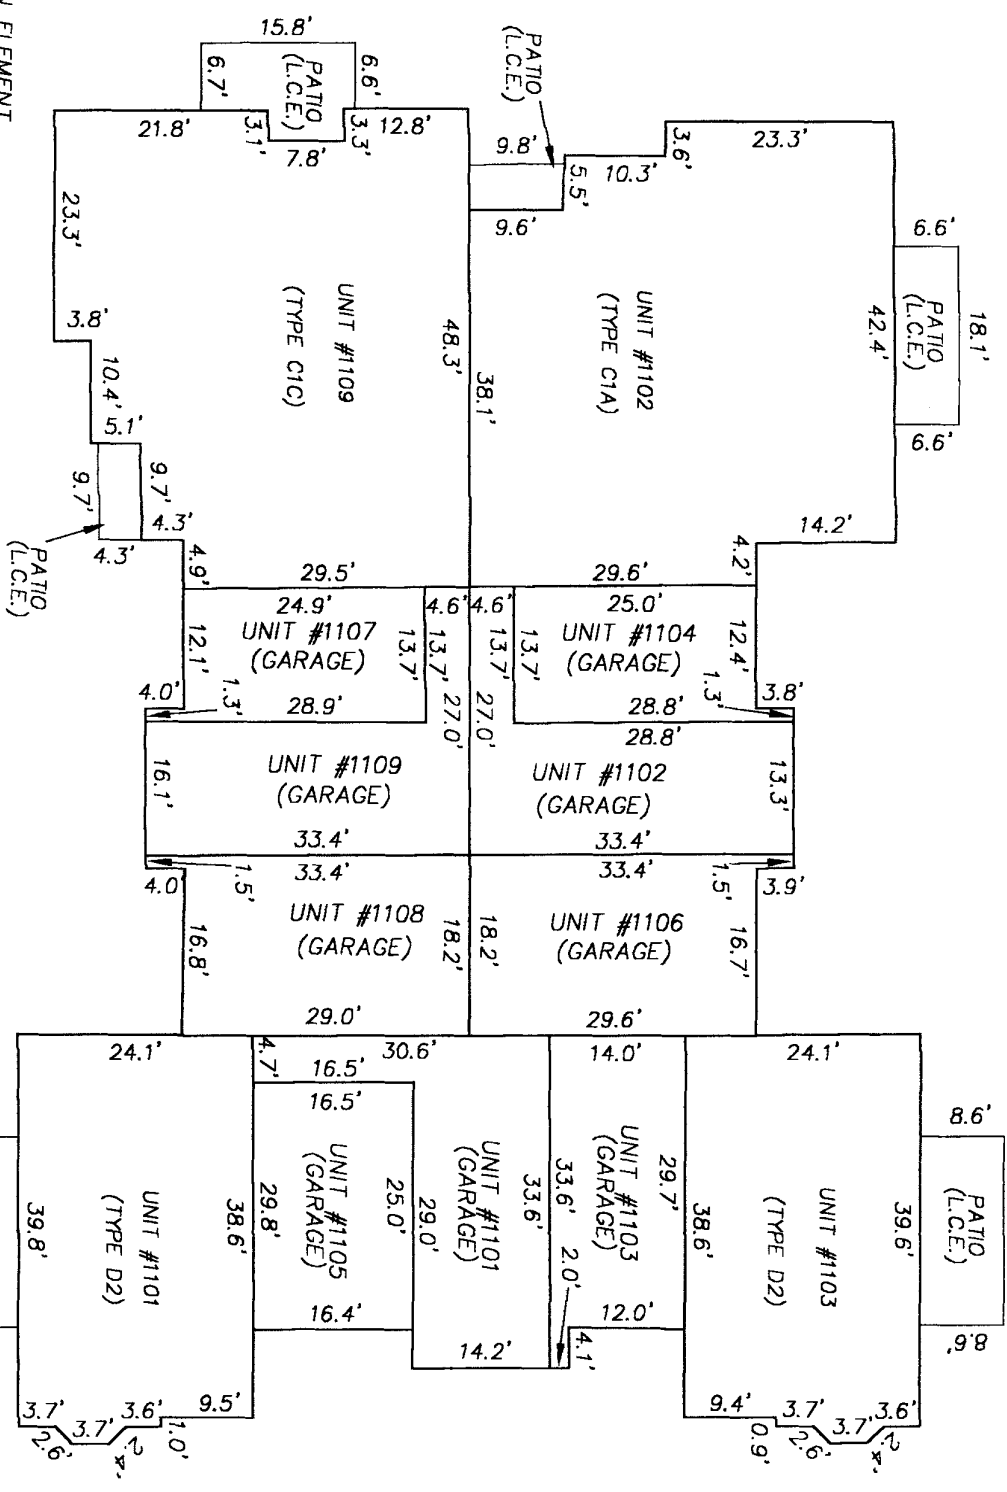 N ELEMENT
15.8'
6.7'
PATIO
(L.C.E.)
6.6'
21.8'
3.1'
7.8'
3.3'
12.8'
PATIO
(L.C.E.)
9.8'
5.5'
9.6'
10.3'
3.6'
23.3'
6.6'
PATIO
(L.C.E.)
18.1'
6.6'
42.4'
23.3'
3.8'
10.4'
5.1'
9.7'
9.7'
4.3'
4.3'
PATIO
(L.C.E.)
UNIT #1109
(TYPE C1C)
48.3'
38.1'
UNIT #1102
(TYPE C1A)
14.2'
4.9'
29.5'
29.6'
4.2'
24.9'
4.6'
4.6'
25.0'
12.1'
UNIT #1107
(GARAGE)
13.7'
13.7'
UNIT #1104
(GARAGE)
12.4'
4.0'
1.3'
28.9'
27.0'
27.0'
28.8'
1.3'
3.8'
28.8'
16.1'
UNIT #1109
(GARAGE)
UNIT #1102
(GARAGE)
13.3'
33.4'
33.4'
4.0'
1.5'
33.4'
33.4'
1.5'
3.9'
16.8'
UNIT #1108
(GARAGE)
18.2'
18.2'
UNIT #1106
(GARAGE)
16.7'
29.0'
29.6'
24.1'
4.7'
30.6'
14.0'
24.1'
16.5'
16.5'
8.6'
39.8'
UNIT #1101
(TYPE D2)
38.6'
29.8'
UNIT #1105
(GARAGE)
25.0'
29.0'
UNIT #1101
(GARAGE)
33.6'
33.6'
2.0'
UNIT #1103
(GARAGE)
29.7'
38.6'
UNIT #1103
(TYPE D2)
39.6'
PATIO
(L.C.E.)
8.6'
16.4'
14.2'
4.1'
12.0'
3.7'
2.6'
3.7'
2.4'
3.6'
1.0'
9.5'
9.4'
0.9'
3.7'
2.6'
3.7'
2.4'
3.6'